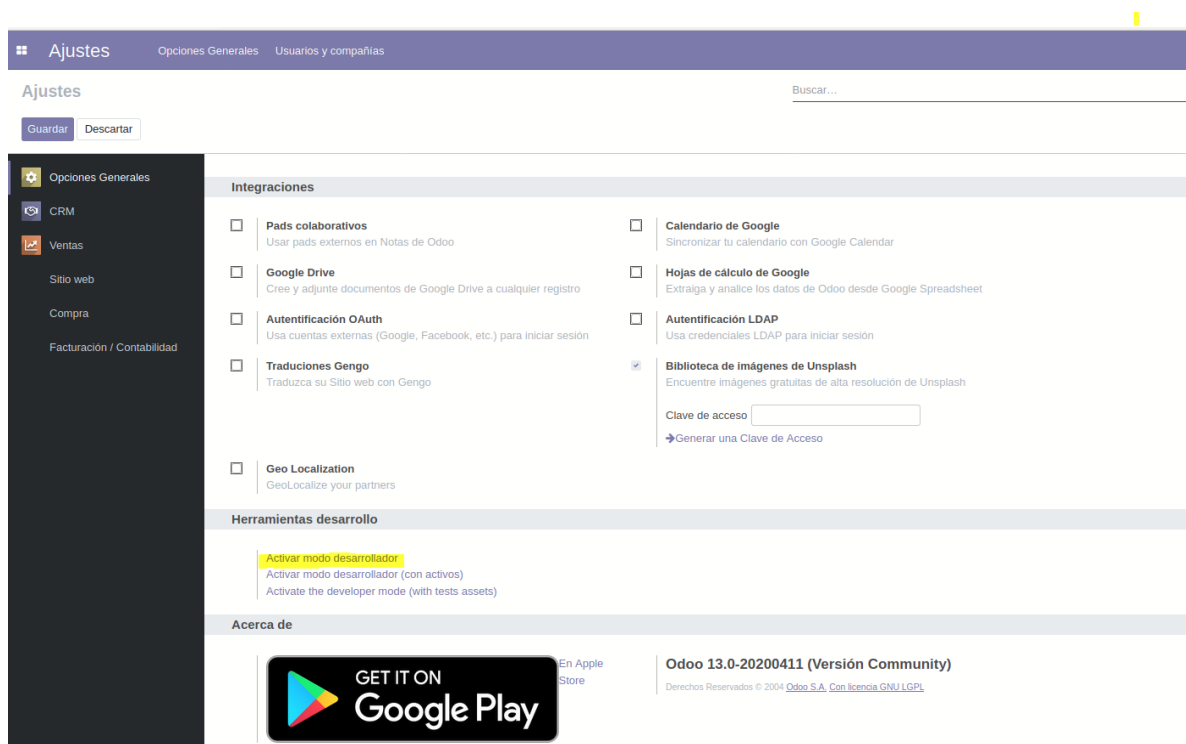 Ajustes Opciones Generales Usuarios y compañías
Ajustes
Buscar...
Guardar Descartar
Opciones Generales
CRM
Ventas
Sitio web
Compra
Facturación / Contabilidad
Integraciones
Pads colaborativos
Usar pads externos en Notas de Odoo
Calendario de Google
Sincronizar tu calendario con Google Calendar
Google Drive
Cree y adjunte documentos de Google Drive a cualquier registro
Hojas de cálculo de Google
Extraiga y analice los datos de Odoo desde Google Spreadsheet
Autentificación OAuth
Usa cuentas externas (Google, Facebook, etc.) para iniciar sesión
Autentificación LDAP
Usa credenciales LDAP para iniciar sesión
Traduciones Gengo
Traduzca su Sitio web con Gengo
Biblioteca de imágenes de Unsplash
Encuentre imágenes gratuitas de alta resolución de Unsplash
Clave de acceso
Generar una Clave de Acceso
Geo Localization
GeoLocalize your partners
Herramientas desarrollo
Activar modo desarrollador
Activar modo desarrollador (con activos)
Activate the developer mode (with tests assets)
Acerca de
GET IT ON
Google Play
En Apple
Store
Odoo 13.0-20200411 (Versión Community)
Derechos Reservados © 2004 Odoo S.A. Con licencia GNU LGPL